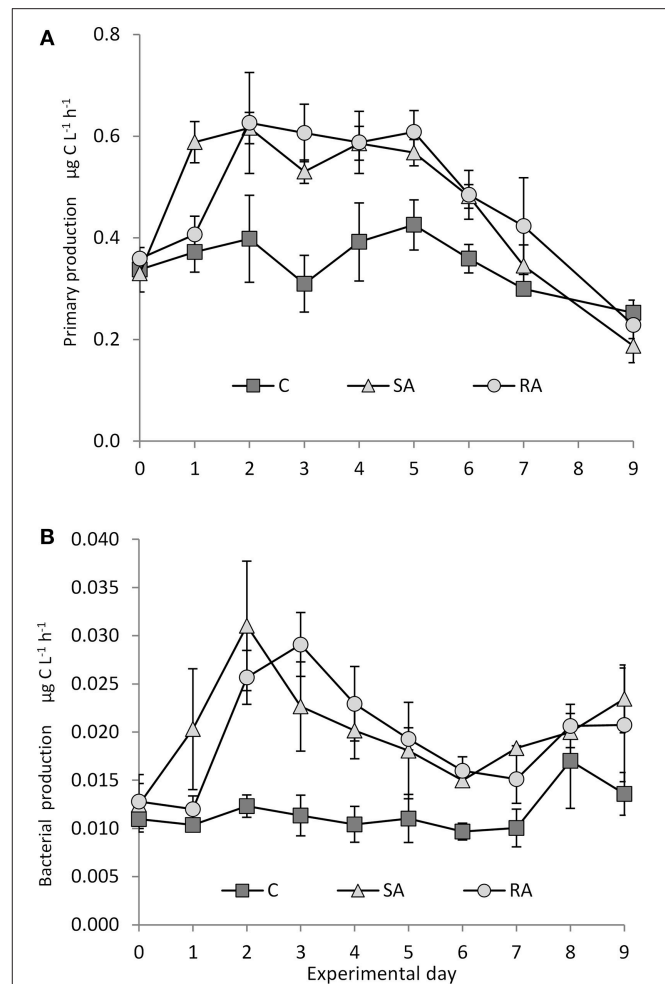 A
Primary production µg C L⁻¹ h⁻¹
0.8
0.6
0.4
0.2
0.0
C SA RA
0 1 2 3 4 5 6 7 8 9
B
Bacterial production µg C L⁻¹ h⁻¹
0.040
0.035
0.030
0.025
0.020
0.015
0.010
0.005
0.000
C SA RA
0 1 2 3 4 5 6 7 8 9
Experimental day